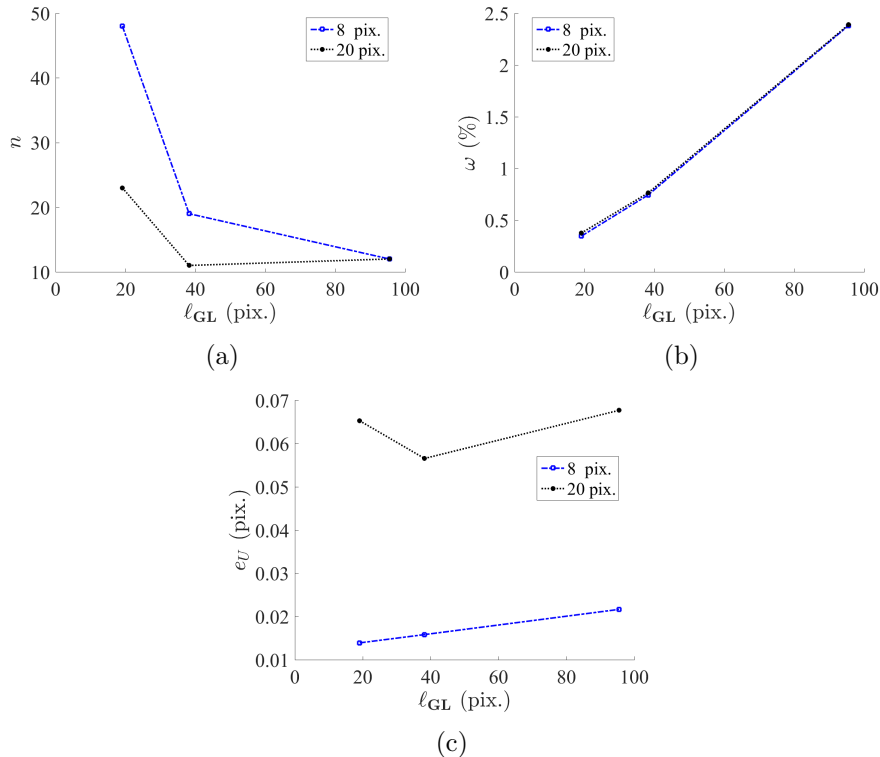 50
40
30
20
10
n
0 20 40 60 80 100
ℓGL (pix.)
8 pix.
20 pix.
(a)
2.5
2
1.5
1
0.5
0
ω (%)
0 20 40 60 80 100
ℓGL (pix.)
8 pix.
20 pix.
(b)
0.07
0.06
0.05
0.04
0.03
0.02
0.01
eU (pix.)
0 20 40 60 80 100
ℓGL (pix.)
8 pix.
20 pix.
(c)